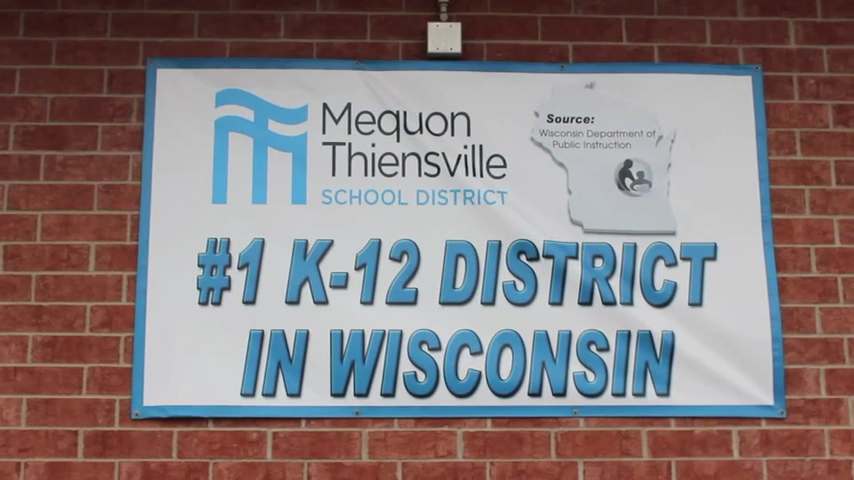 Mequon
Thiensville
SCHOOL DISTRICT
Source:
Wisconsin Department of
Public Instruction
#1 K-12 DISTRICT
IN WISCONSIN